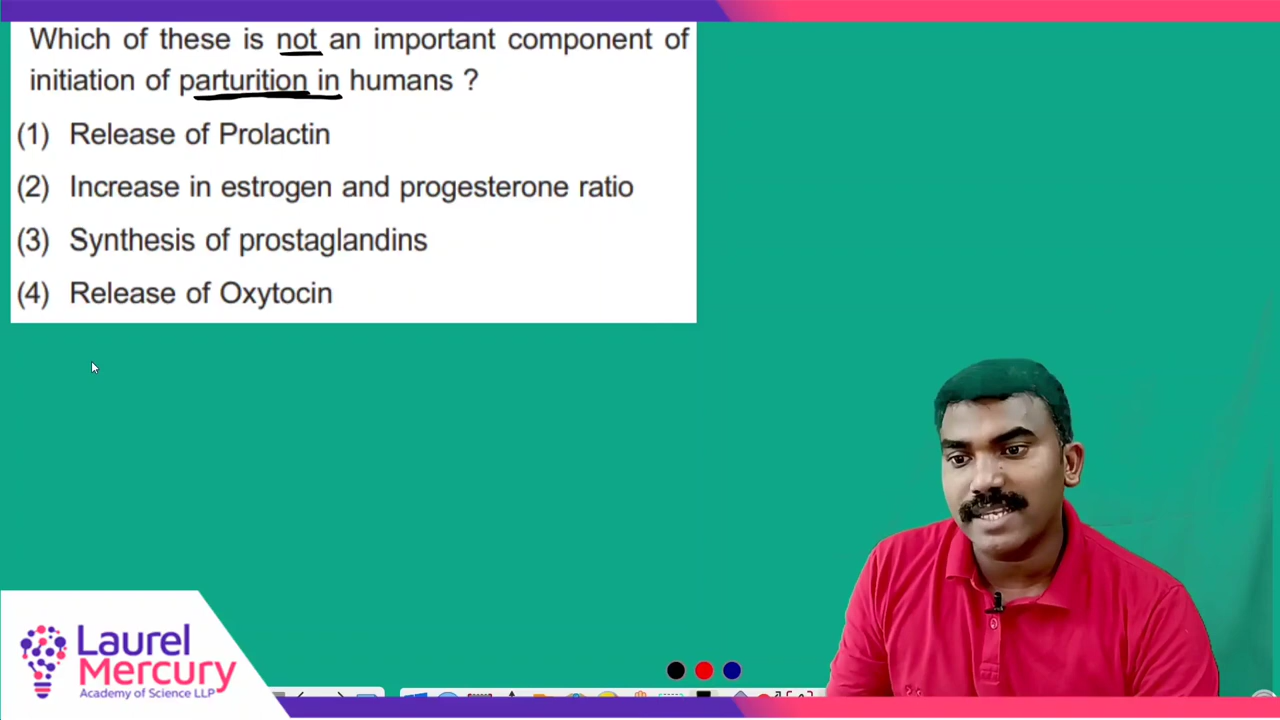 Which of these is not an important component of
initiation of parturition in humans ?
(1) Release of Prolactin
(2) Increase in estrogen and progesterone ratio
(3) Synthesis of prostaglandins
(4) Release of Oxytocin
Laurel
Mercury
Academy of Science LLP